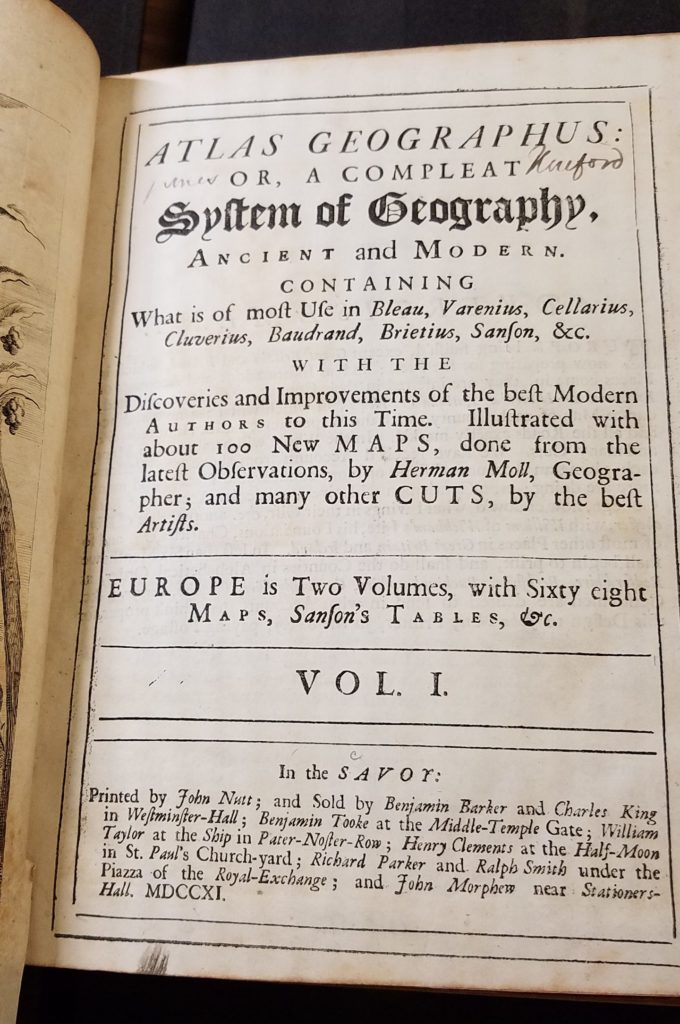 ATLAS GEOGRAPHUS:
OR, A COMPLEAT
Syſtem of Geography,
ANCIENT and MODERN.
CONTAINING
What is of moſt Uſe in Bleau, Varenius, Cellarius,
Cluverius, Baudrand, Brietius, Sanſon, &c.
WITH THE
Diſcoveries and Improvements of the beſt Modern
AUTHORS to this Time. Illuſtrated with
about 100 New MAPS, done from the
lateſt Obſervations, by Herman Moll, Geogra-
pher; and many other CUTS, by the beſt
Artiſts.
EUROPE is Two Volumes, with Sixty eight
MAPS, Sanſon's TABLES, &c.
VOL. I.
In the SAVOY:
Printed by John Nutt; and Sold by Benjamin Barker and Charles King
in Weſtminſter-Hall; Benjamin Tooke at the Middle-Temple Gate; William
Taylor at the Ship in Pater-Noſter-Row; Henry Clements at the Half-Moon
in St. Paul's Church-yard; Richard Parker and Ralph Smith under the
Piazza of the Royal-Exchange; and John Morphew near Stationers-
Hall. MDCCXI.